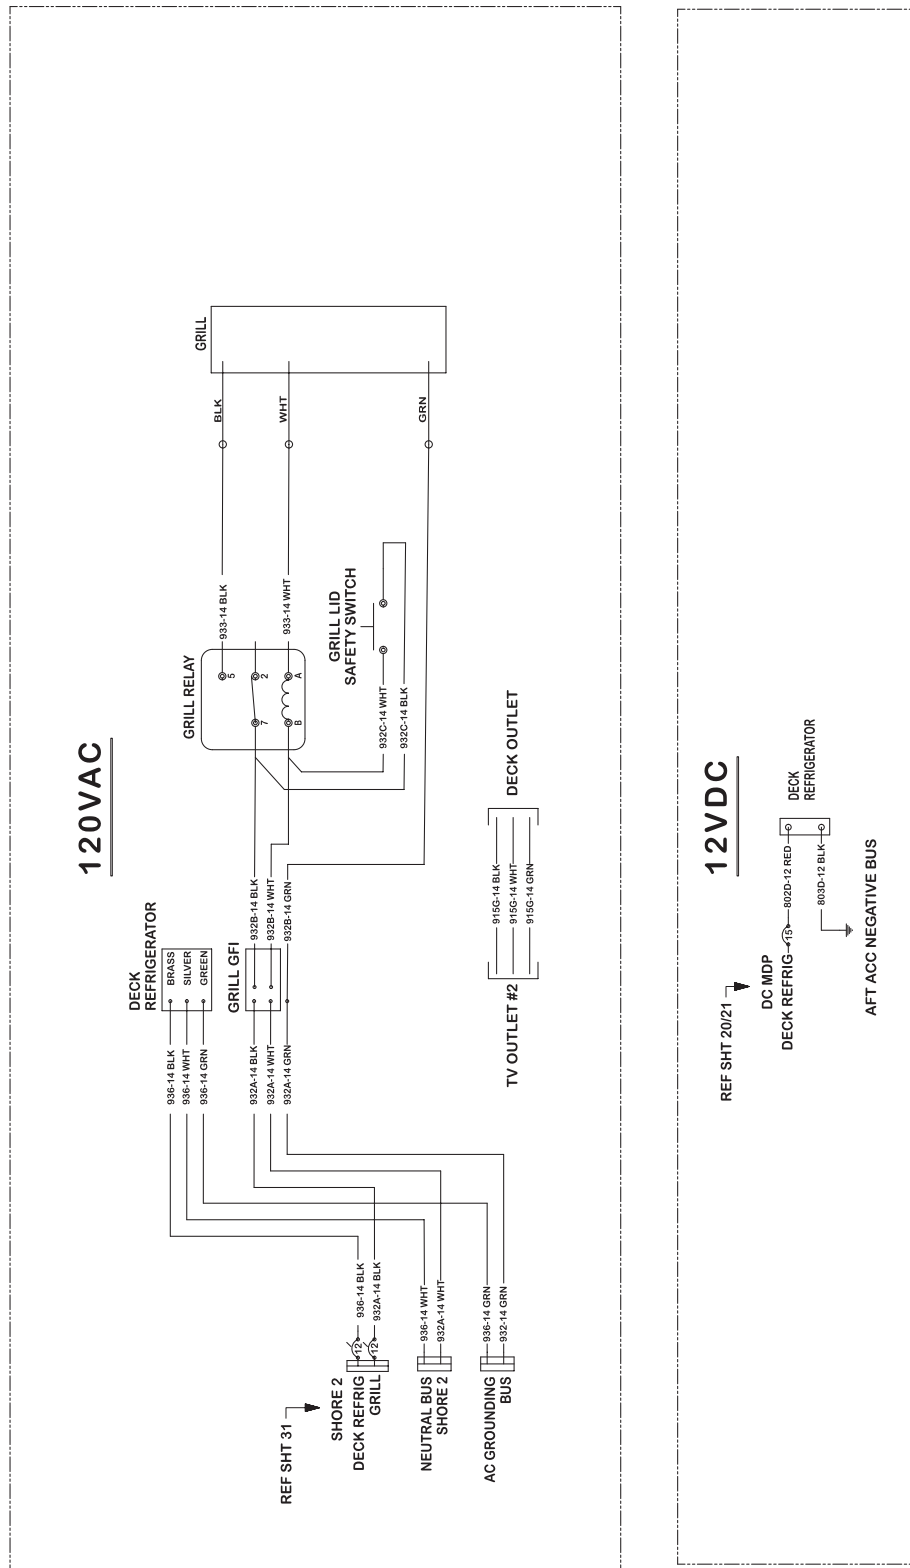 120VAC
REF SHT 31
SHORE 2
DECK REFRIG
GRILL
12
12
936-14 BLK
932A-14 BLK
NEUTRAL BUS
SHORE 2
936-14 WHT
932A-14 WHT
AC GROUNDING
BUS
936-14 GRN
932-14 GRN
936-14 BLK
936-14 WHT
936-14 GRN
DECK
REFRIGERATOR
BRASS
SILVER
GREEN
932A-14 BLK
932A-14 WHT
932A-14 GRN
GRILL GFI
932B-14 BLK
932B-14 WHT
932B-14 GRN
GRILL RELAY
5
7
2
B
A
933-14 BLK
933-14 WHT
932C-14 WHT
932C-14 BLK
GRILL LID
SAFETY SWITCH
BLK
WHT
GRN
GRILL
TV OUTLET #2
915G-14 BLK
915G-14 WHT
915G-14 GRN
DECK OUTLET
12VDC
REF SHT 20/21
DC MDP
DECK REFRIG
15
802D-12 RED
803D-12 BLK
DECK
REFRIGERATOR
AFT ACC NEGATIVE BUS